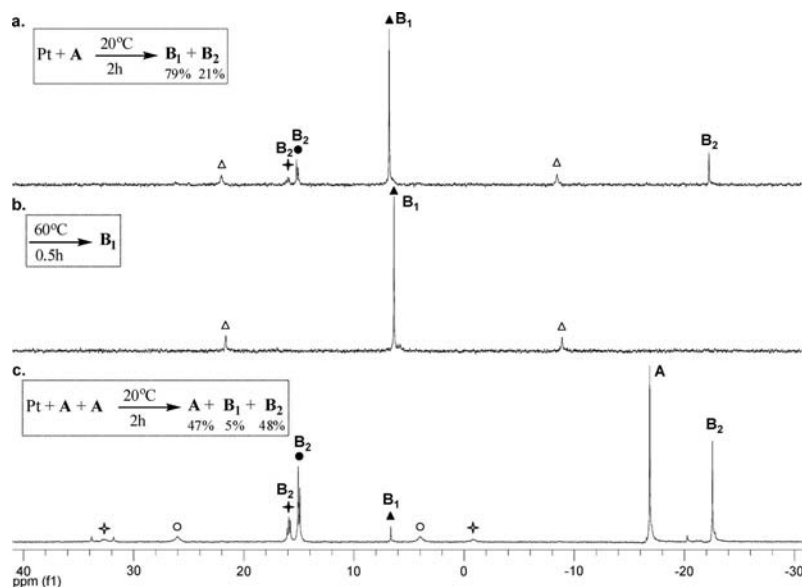 a.
Pt + A 20°C 2h B₁ + B₂
79% 21%
▲ B₁
B₂
B₂
B₂
b.
60°C 0.5h B₁
▲ B₁
c.
Pt + A + A 20°C 2h A + B₁ + B₂
47% 5% 48%
A
B₂
B₂
B₂
B₁
40 30 20 10 0 -10 -20 -30
ppm (f1)